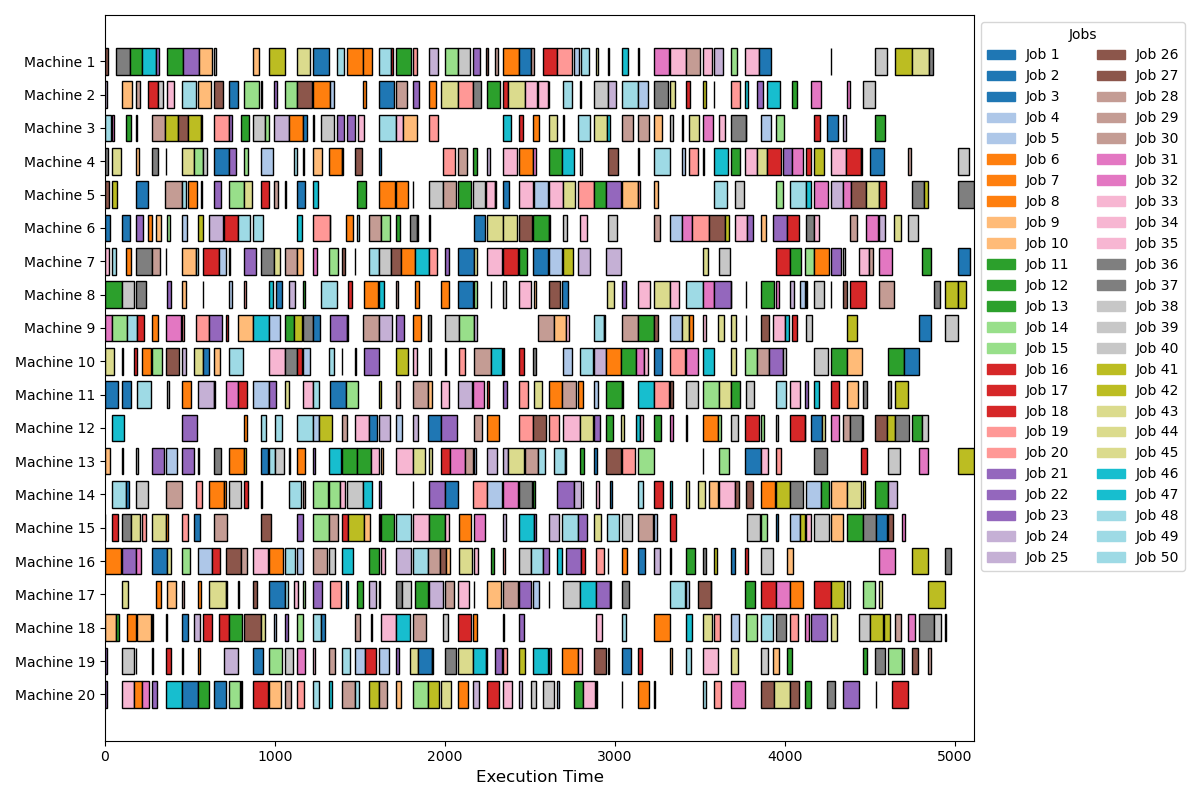 Machine 1
Machine 2
Machine 3
Machine 4
Machine 5
Machine 6
Machine 7
Machine 8
Machine 9
Machine 10
Machine 11
Machine 12
Machine 13
Machine 14
Machine 15
Machine 16
Machine 17
Machine 18
Machine 19
Machine 20
0 1000 2000 3000 4000 5000
Execution Time
Jobs
Job 1 Job 26
Job 2 Job 27
Job 3 Job 28
Job 4 Job 29
Job 5 Job 30
Job 6 Job 31
Job 7 Job 32
Job 8 Job 33
Job 9 Job 34
Job 10 Job 35
Job 11 Job 36
Job 12 Job 37
Job 13 Job 38
Job 14 Job 39
Job 15 Job 40
Job 16 Job 41
Job 17 Job 42
Job 18 Job 43
Job 19 Job 44
Job 20 Job 45
Job 21 Job 46
Job 22 Job 47
Job 23 Job 48
Job 24 Job 49
Job 25 Job 50